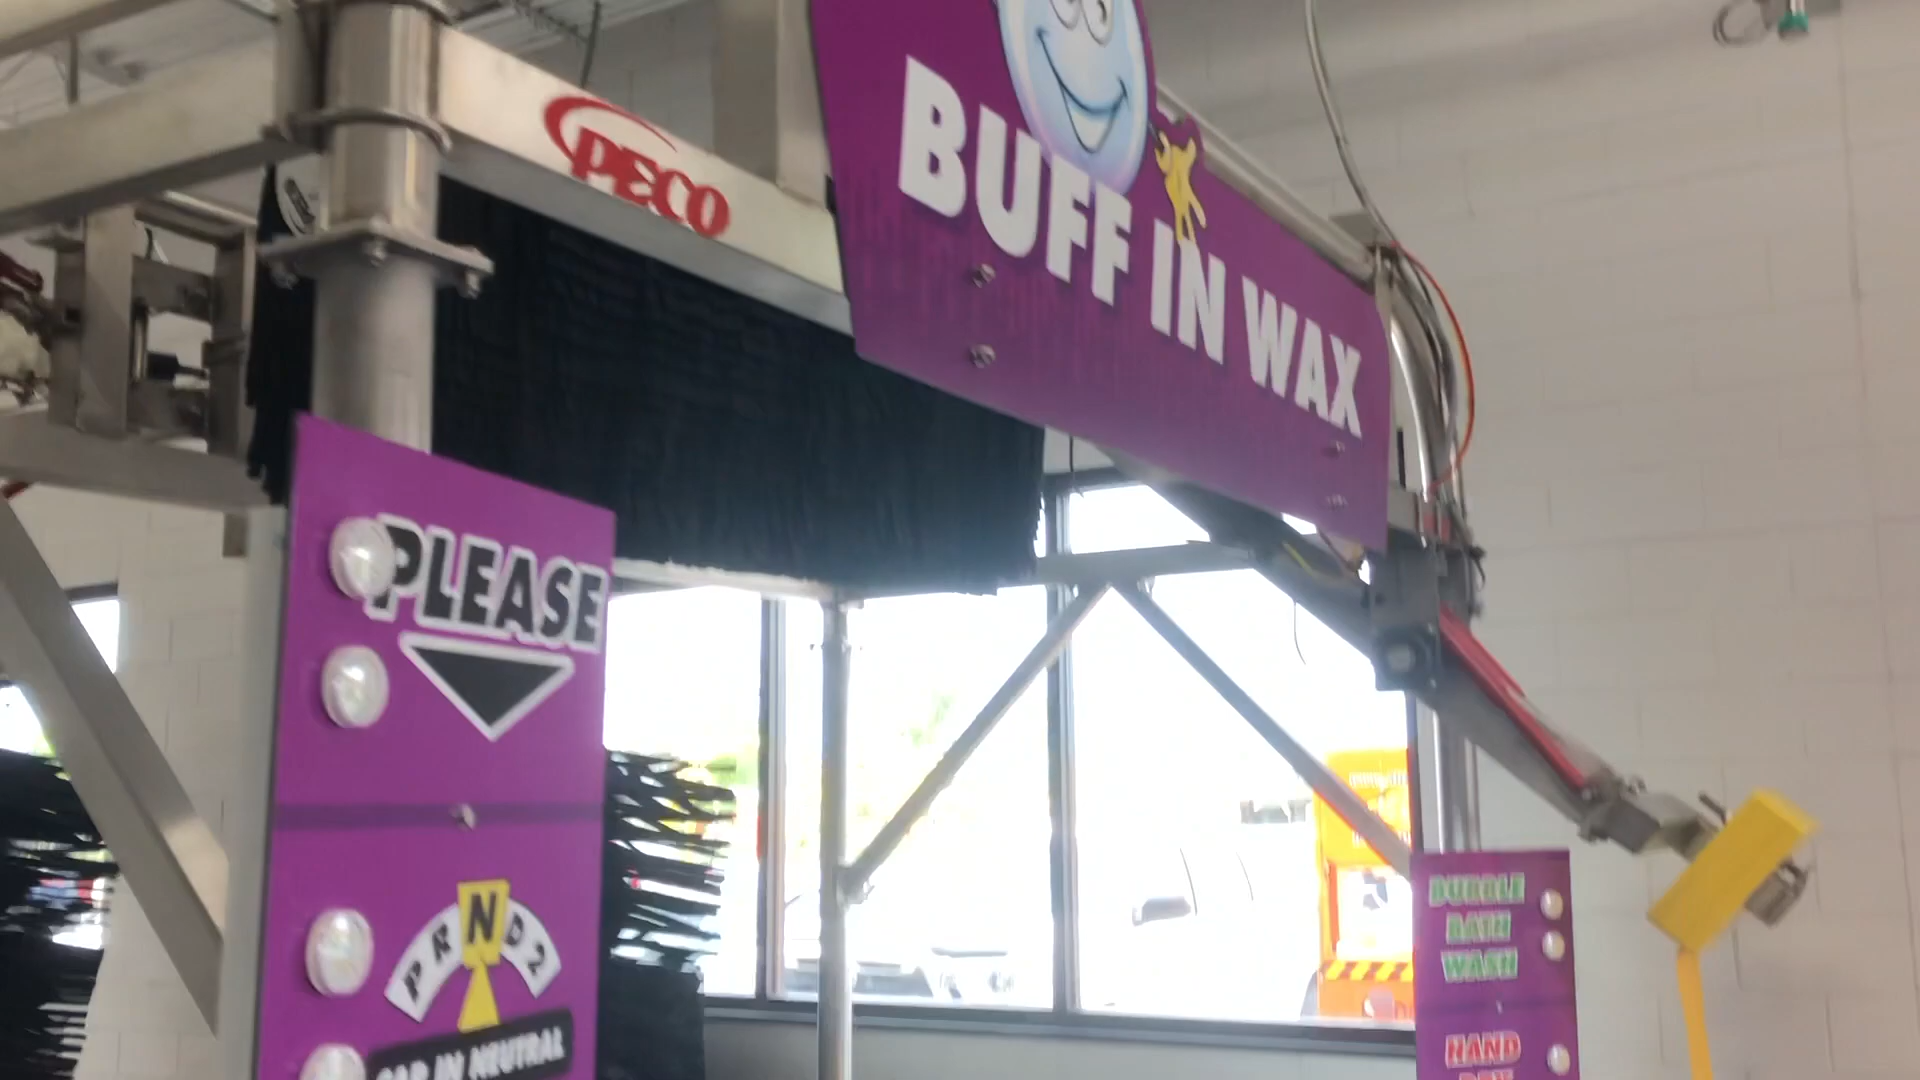 PECO
BUFF IN WAX
PLEASE
P R N D 2
CAR IN NEUTRAL
BUBBLE
BATH
WASH
HAND